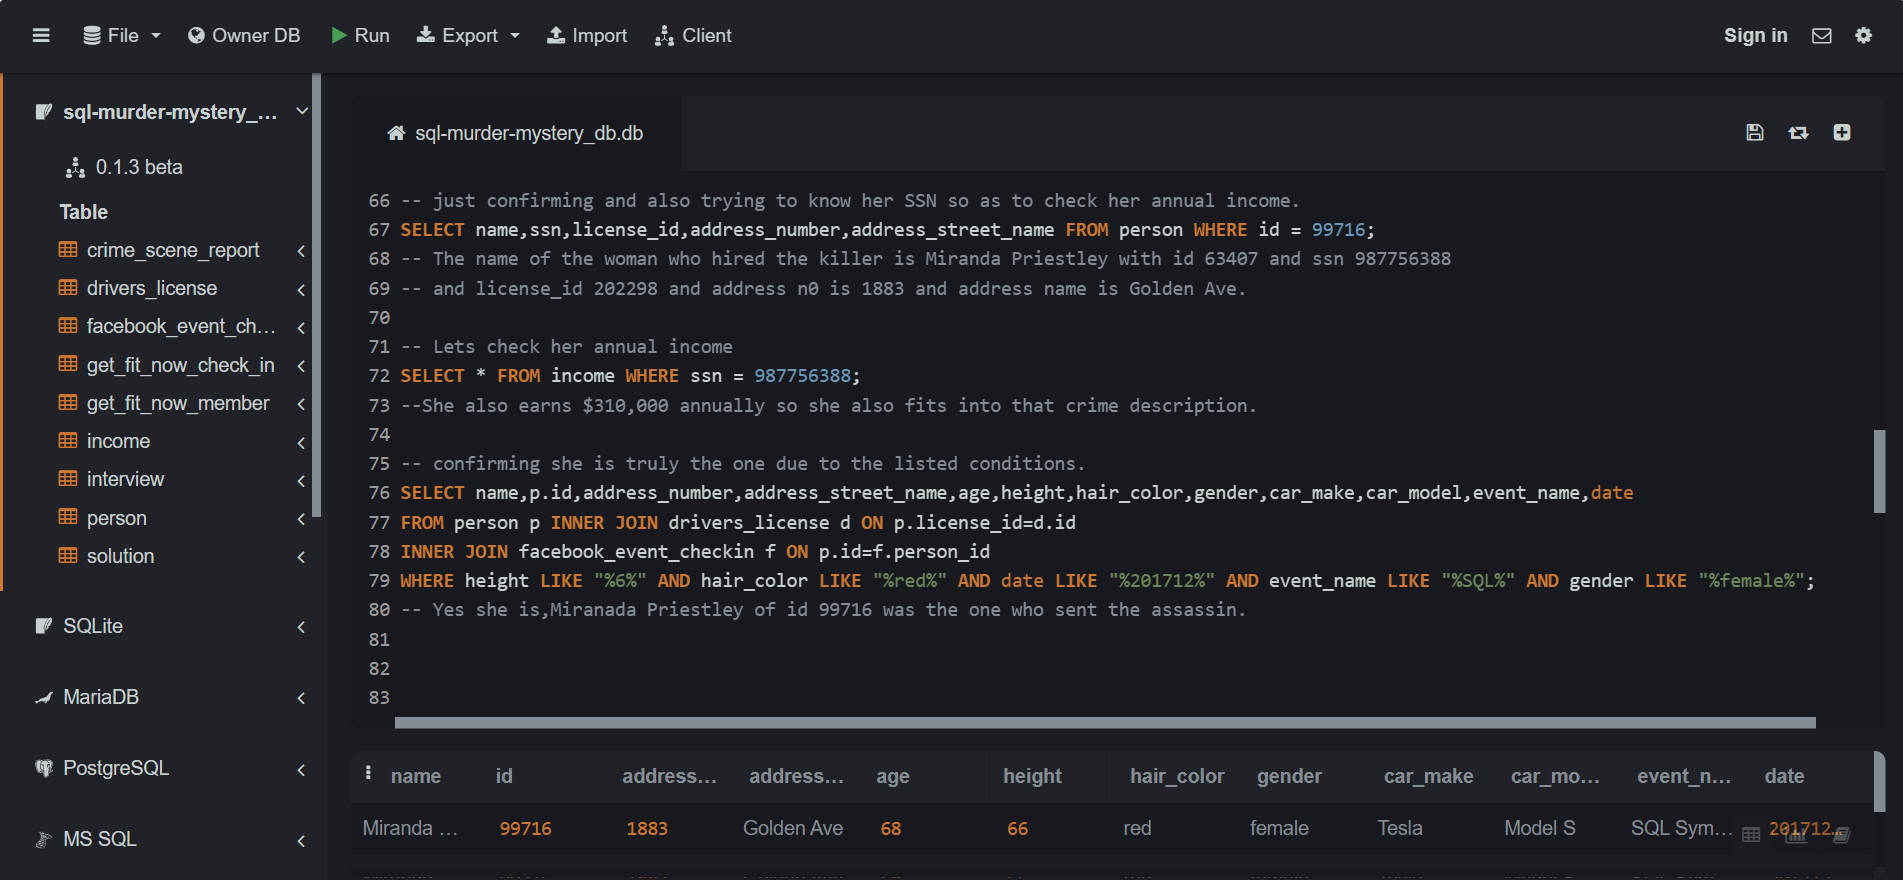 File
Owner DB
Run
Export
Import
Client
Sign in
sql-murder-mystery_...
0.1.3 beta
Table
crime_scene_report
drivers_license
facebook_event_ch...
get_fit_now_check_in
get_fit_now_member
income
interview
person
solution
SQLite
MariaDB
PostgreSQL
MS SQL
sql-murder-mystery_db.db
66 -- just confirming and also trying to know her SSN so as to check her annual income.
67 SELECT name,ssn,license_id,address_number,address_street_name FROM person WHERE id = 99716;
68 -- The name of the woman who hired the killer is Miranda Priestley with id 63407 and ssn 987756388
69 -- and license_id 202298 and address n0 is 1883 and address name is Golden Ave.
70
71 -- Lets check her annual income
72 SELECT * FROM income WHERE ssn = 987756388;
73 --She also earns $310,000 annually so she also fits into that crime description.
74
75 -- confirming she is truly the one due to the listed conditions.
76 SELECT name,p.id,address_number,address_street_name,age,height,hair_color,gender,car_make,car_model,event_name,date
77 FROM person p INNER JOIN drivers_license d ON p.license_id=d.id
78 INNER JOIN facebook_event_checkin f ON p.id=f.person_id
79 WHERE height LIKE "%6%" AND hair_color LIKE "%red%" AND date LIKE "%201712%" AND event_name LIKE "%SQL%" AND gender LIKE "%female%";
80 -- Yes she is,Miranada Priestley of id 99716 was the one who sent the assassin.
81
82
83
name id address... address... age height hair_color gender car_make car_mo... event_n... date
Miranda ... 99716 1883 Golden Ave 68 66 red female Tesla Model S SQL Sym... 201712...